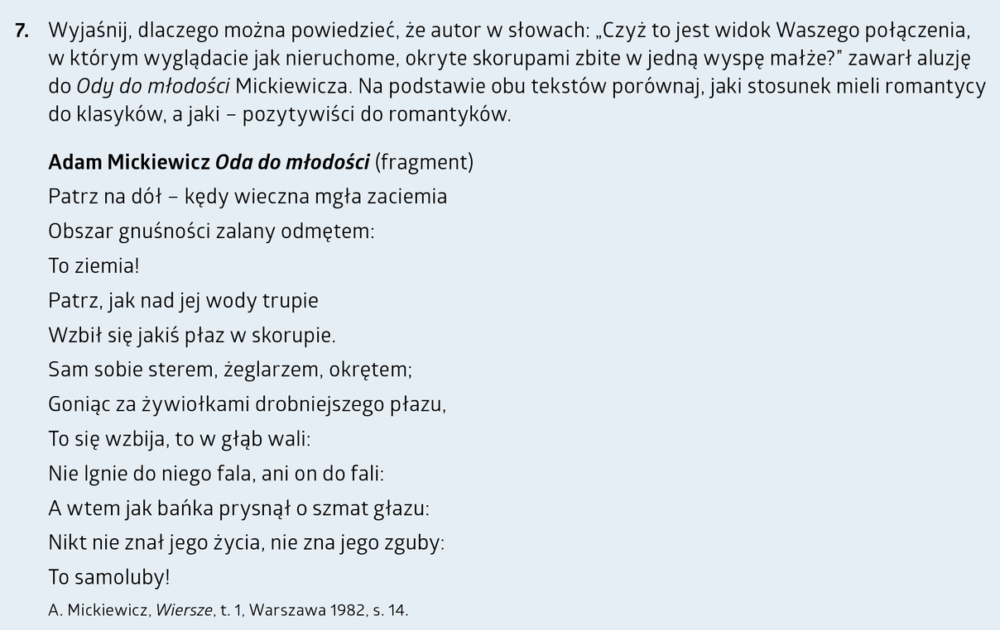 7. Wyjaśnij, dlaczego można powiedzieć, że autor w słowach: „Czyż to jest widok Waszego połączenia,
w którym wyglądacie jak nieruchome, okryte skorupami zbite w jedną wyspę małże?” zawarł aluzję
do Ody do młodości Mickiewicza. Na podstawie obu tekstów porównaj, jaki stosunek mieli romantycy
do klasyków, a jaki – pozytywiści do romantyków.
Adam Mickiewicz Oda do młodości (fragment)
Patrz na dół – kędy wieczna mgła zaciemia
Obszar gnuśności zalany odmętem:
To ziemia!
Patrz, jak nad jej wody trupie
Wzbił się jakiś płaz w skorupie.
Sam sobie sterem, żeglarzem, okrętem;
Goniąc za żywiołkami drobniejszego płazu,
To się wzbija, to w głąb wali:
Nie lgnie do niego fala, ani on do fali:
A wtem jak bańka prysnął o szmat głazu:
Nikt nie znał jego życia, nie zna jego zguby:
To samoluby!
A. Mickiewicz, Wiersze, t. 1, Warszawa 1982, s. 14.